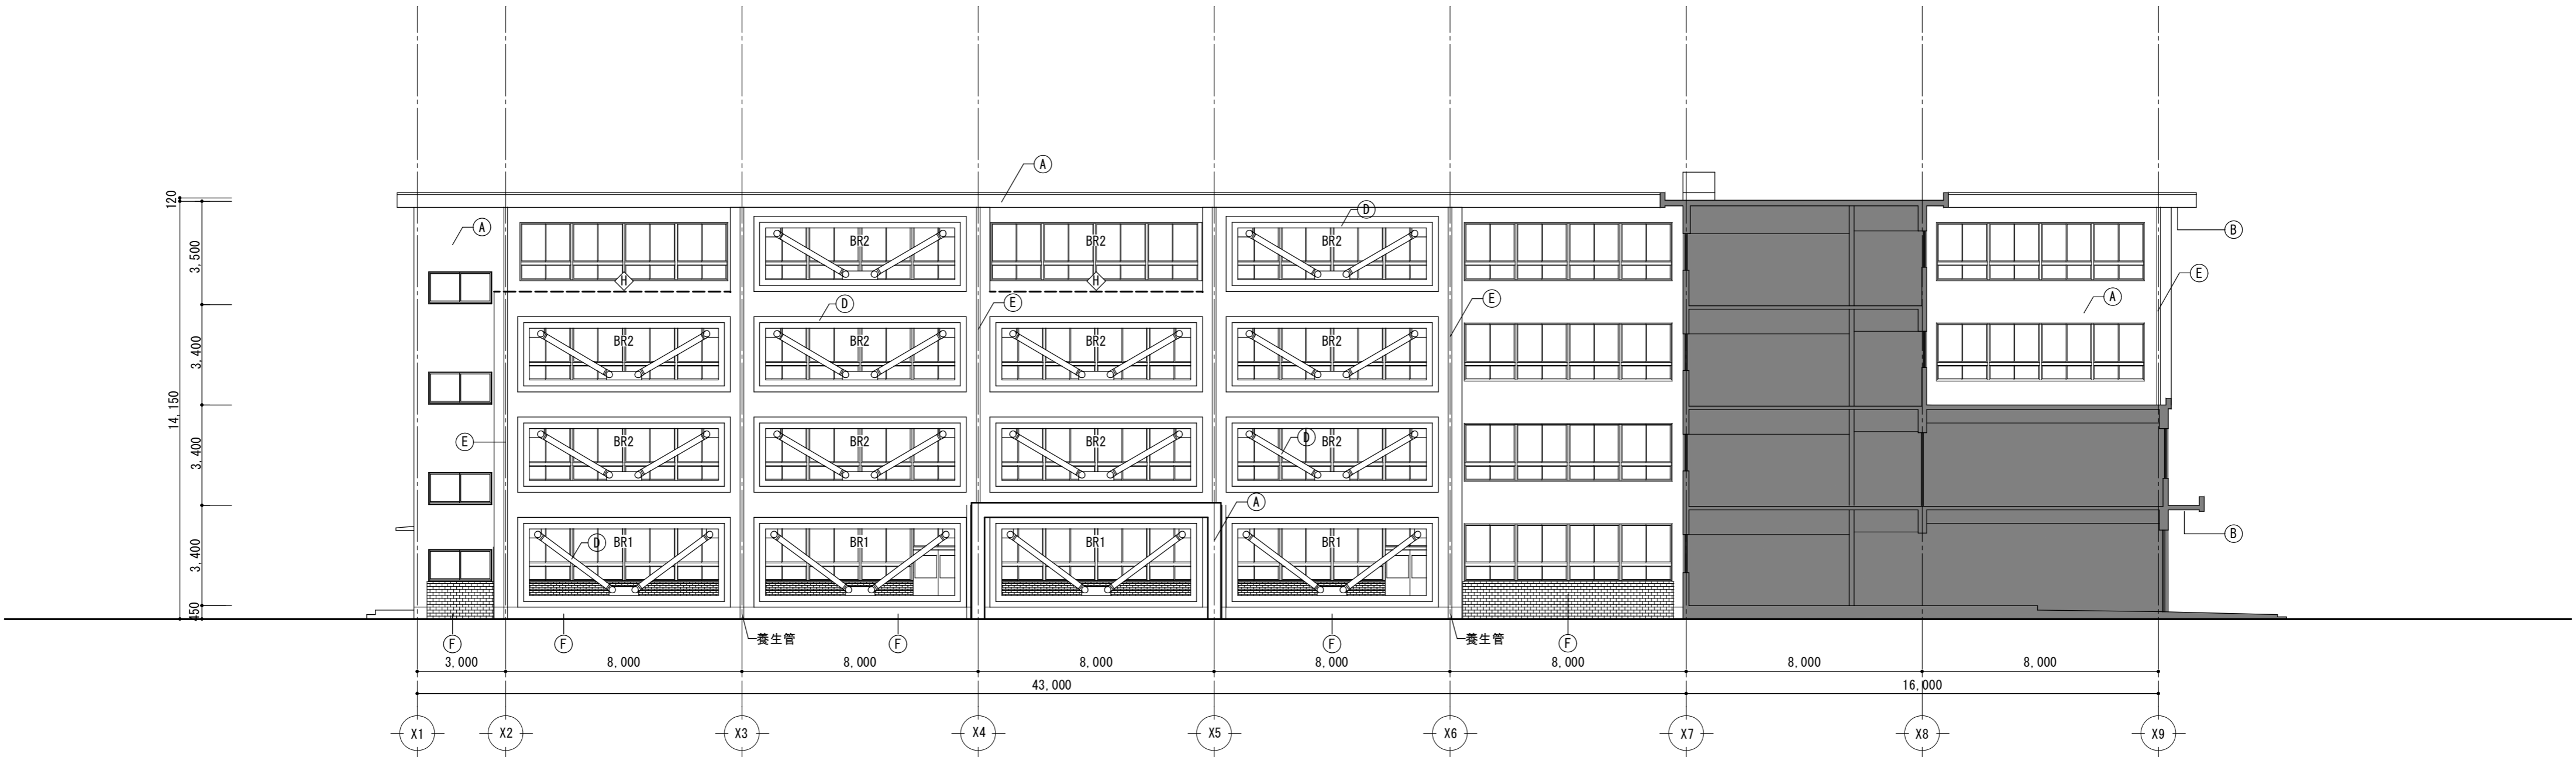 A
120
D
A
BR2
BR2
BR2
BR2
B
3,500
E
H
H
A
D
E
E
BR2
BR2
BR2
BR2
3,400
14,150
E
BR2
BR2
BR2
D
BR2
3,400
A
B
D
BR1
BR1
BR1
BR1
3,400
450
F
F
養生管
F
F
養生管
F
3,000
8,000
8,000
8,000
8,000
8,000
8,000
8,000
43,000
16,000
X1
X2
X3
X4
X5
X6
X7
X8
X9